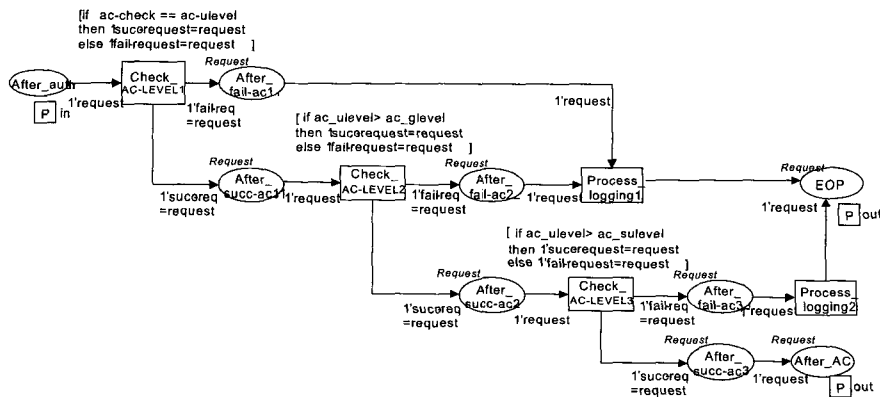 [if ac-check == ac-ulevel
then 1'succrequest=request
else 1'fail-request=request ]
Request
After_auth
Check_
AC-LEVEL1
After_
fail-ac1
P in
1'request
1'fail-req
=request
1'request
[ if ac_ulevel> ac_glevel
then 1'succrequest=request
else 1'fail-request=request ]
Request
Request
Request
After_
succ-ac1
Check_
AC-LEVEL2
After_
fail-ac2
Process_
logging1
EOP
1'succreq
=request
1'request
1'fail-req
=request
1'request
1'request
P out
[ if ac_ulevel> ac_sulevel
then 1'succrequest=request
else 1'fail-request=request ]
Request
Request
After_
succ-ac2
Check_
AC-LEVEL3
After_
fail-ac3
Process_
logging2
1'succreq
=request
1'request
1'fail-req
=request
1'request
Request
Request
After_
succ-ac3
After_AC
1'succreq
=request
1'request
P out